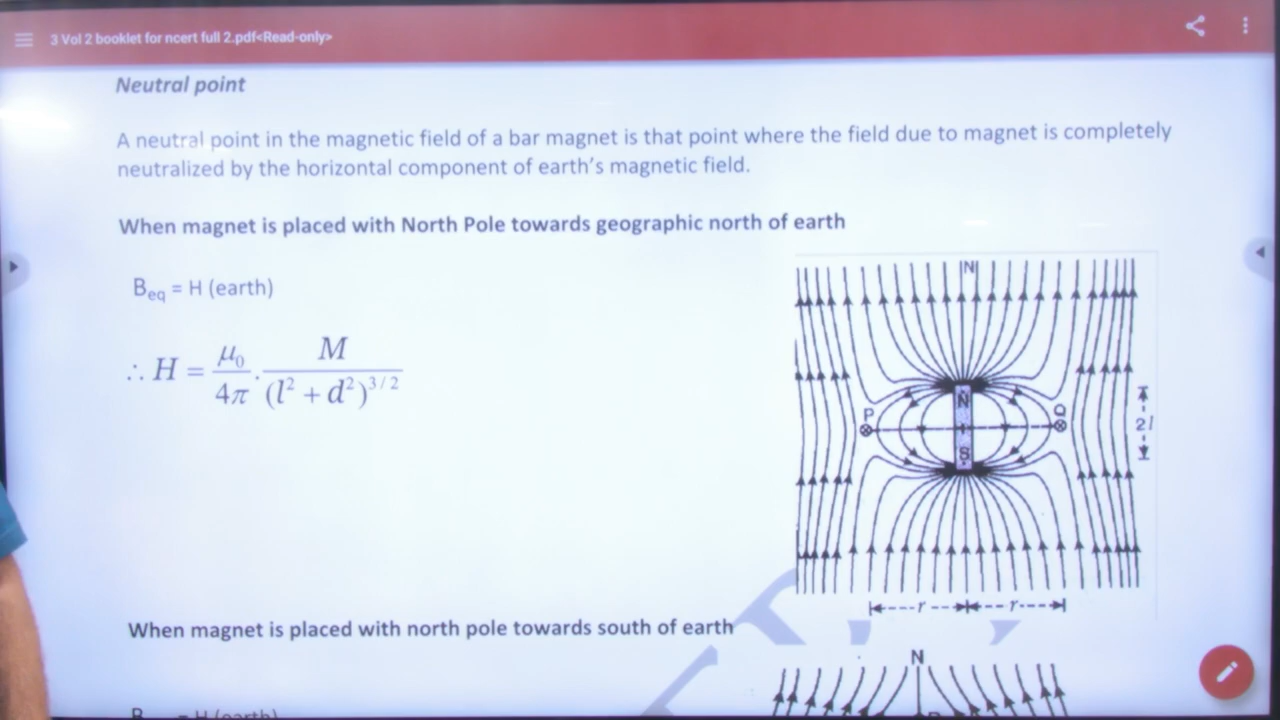 3 Vol 2 booklet for ncert full 2.pdf<Read-only>
Neutral point
A neutral point in the magnetic field of a bar magnet is that point where the field due to magnet is completely
neutralized by the horizontal component of earth's magnetic field.
When magnet is placed with North Pole towards geographic north of earth
B_eq = H (earth)
∴ H = μ₀/4π · M/(l² + d²)^3/2
N
N
P
Q
2l
S
r r
When magnet is placed with north pole towards south of earth
N
= H (earth)